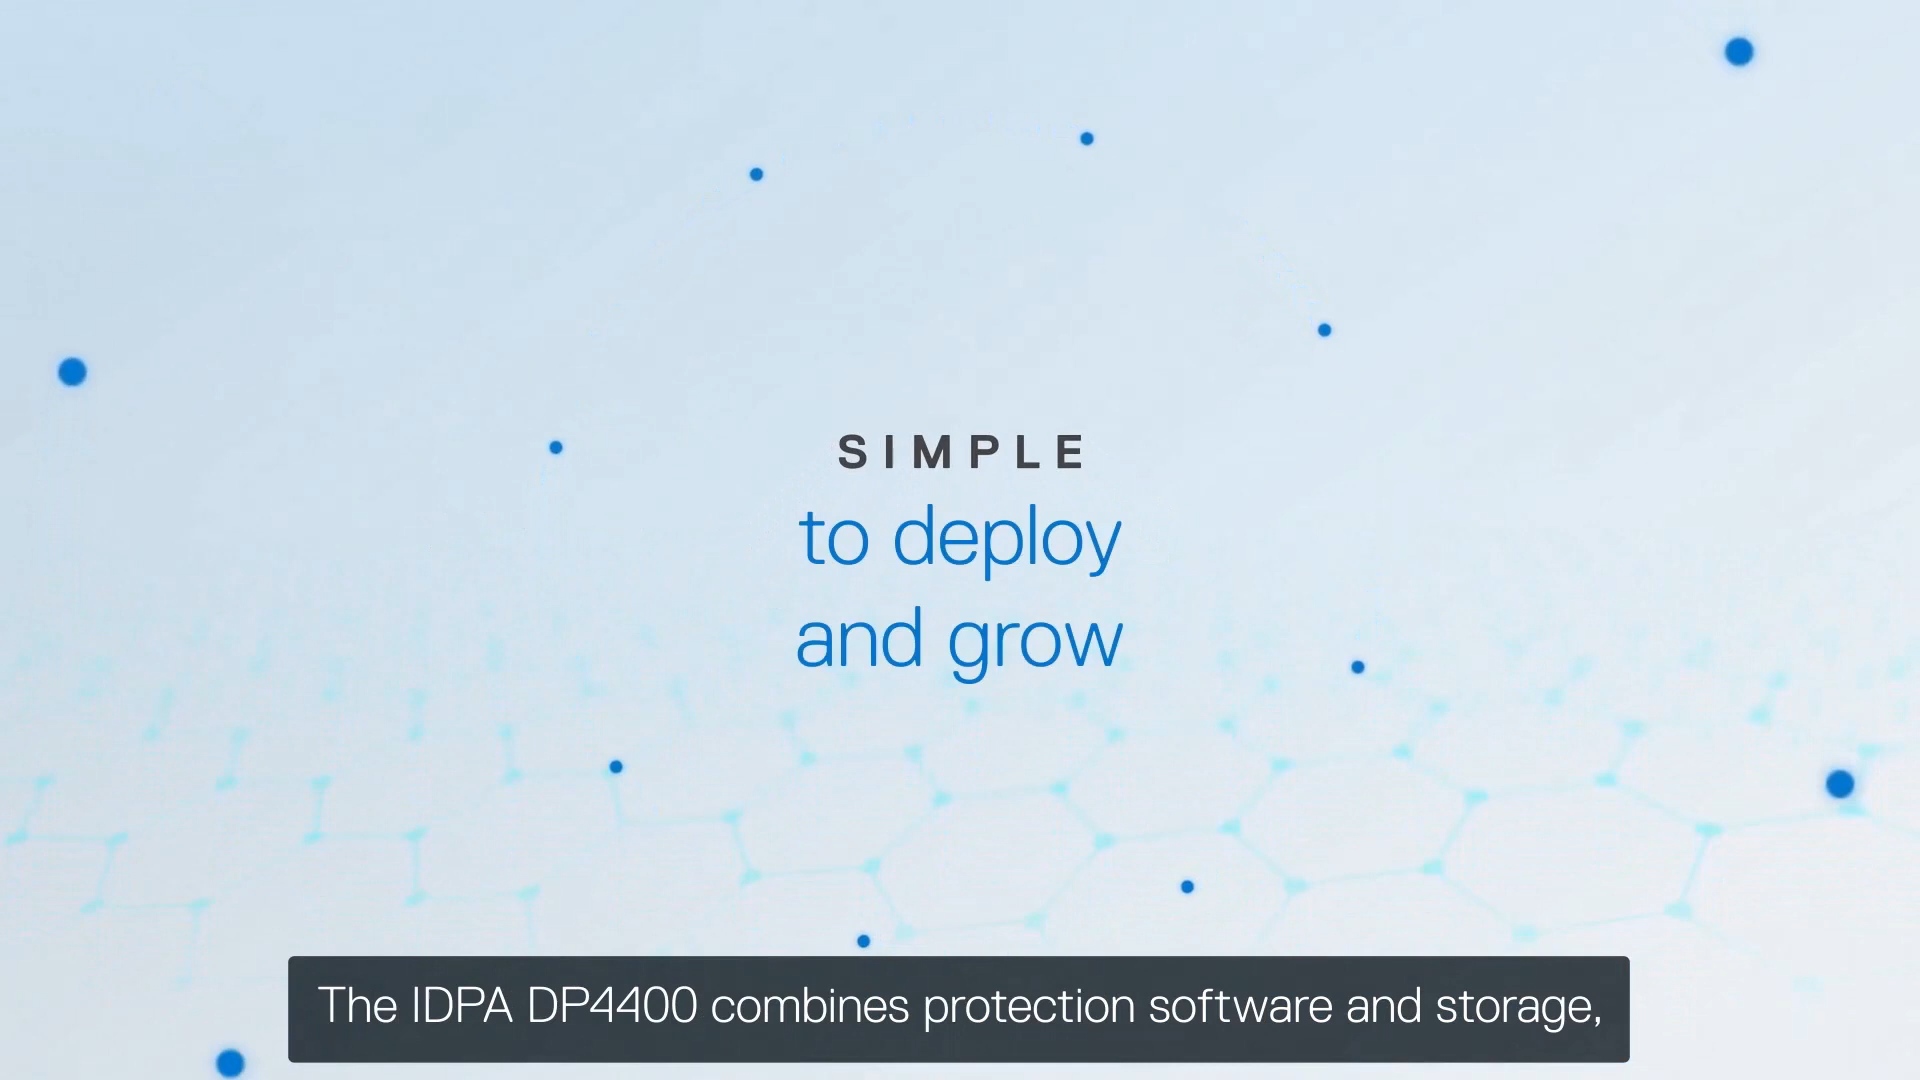 SIMPLE
to deploy
and grow
The IDPA DP4400 combines protection software and storage,